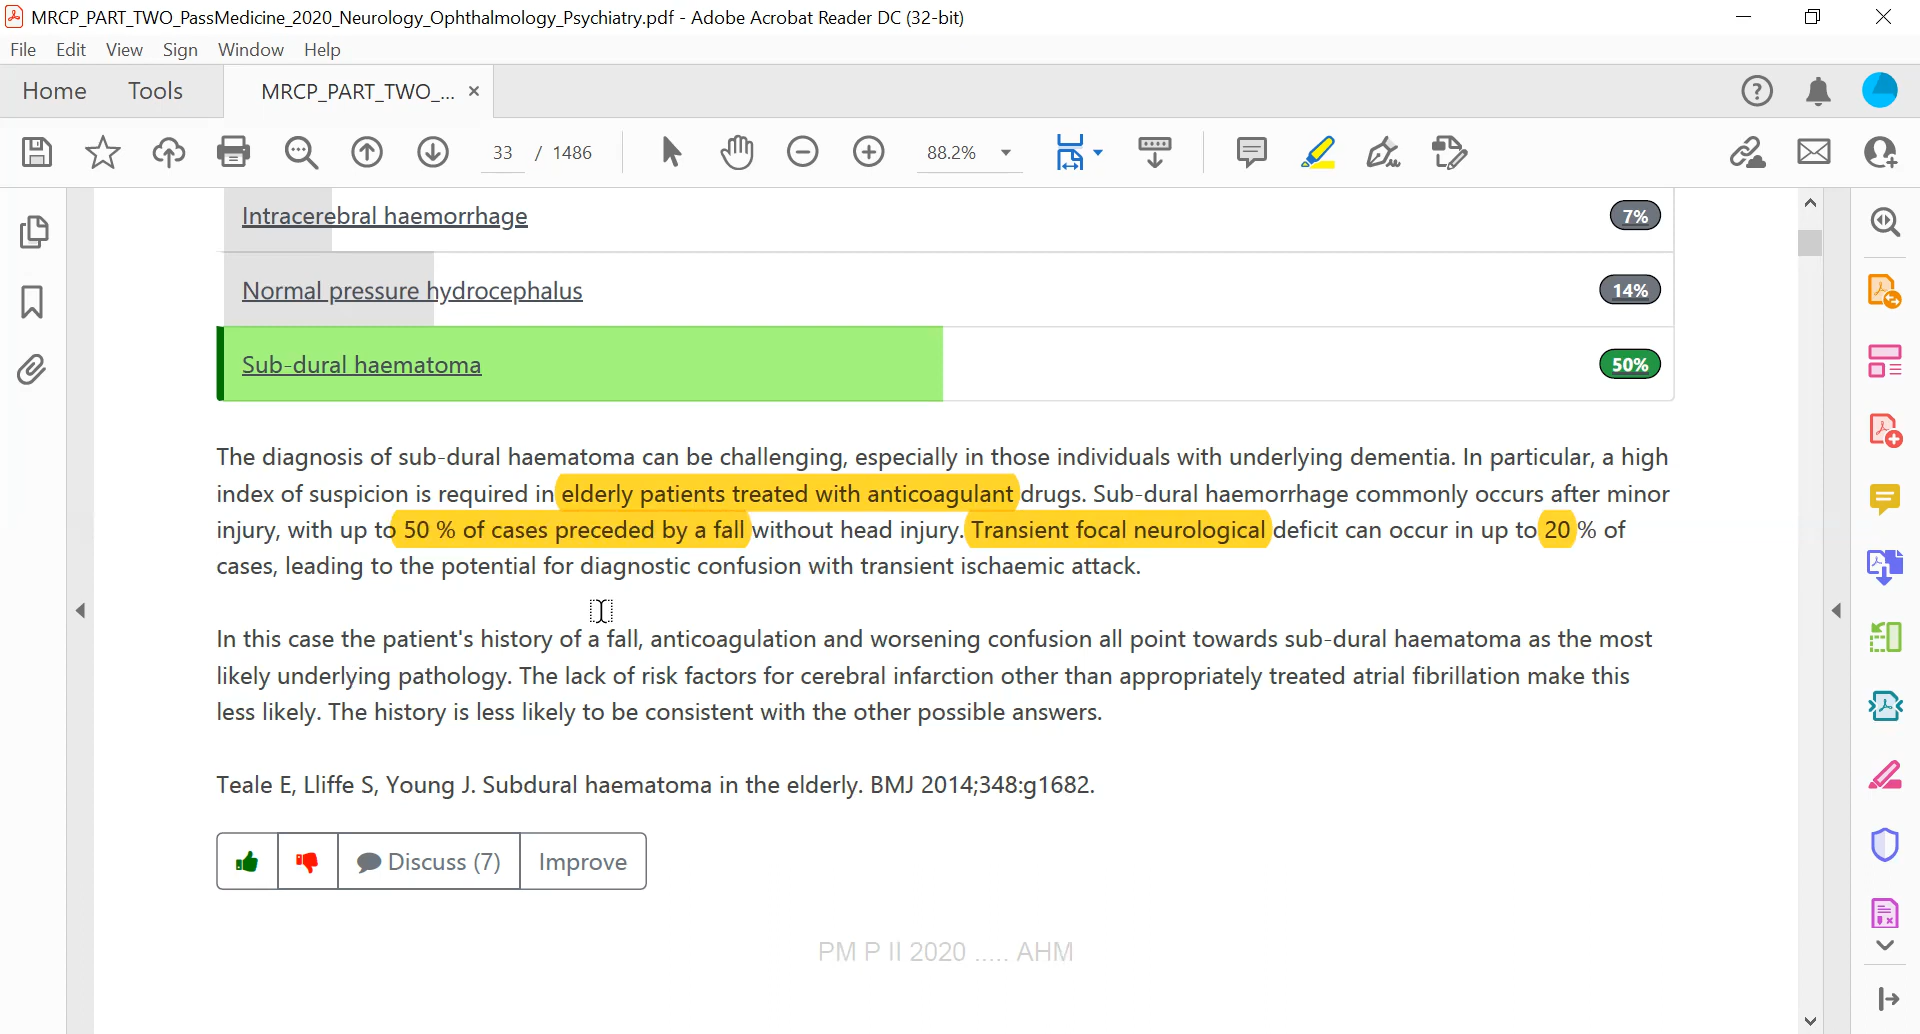 MRCP_PART_TWO_PassMedicine_2020_Neurology_Ophthalmology_Psychiatry.pdf - Adobe Acrobat Reader DC (32-bit)
File Edit View Sign Window Help
Home Tools MRCP_PART_TWO_... ×
33 / 1486 88.2%
Intracerebral haemorrhage 7%
Normal pressure hydrocephalus 14%
Sub-dural haematoma 50%
The diagnosis of sub-dural haematoma can be challenging, especially in those individuals with underlying dementia. In particular, a high
index of suspicion is required in elderly patients treated with anticoagulant drugs. Sub-dural haemorrhage commonly occurs after minor
injury, with up to 50 % of cases preceded by a fall without head injury. Transient focal neurological deficit can occur in up to 20 % of
cases, leading to the potential for diagnostic confusion with transient ischaemic attack.
In this case the patient's history of a fall, anticoagulation and worsening confusion all point towards sub-dural haematoma as the most
likely underlying pathology. The lack of risk factors for cerebral infarction other than appropriately treated atrial fibrillation make this
less likely. The history is less likely to be consistent with the other possible answers.
Teale E, Lliffe S, Young J. Subdural haematoma in the elderly. BMJ 2014;348:g1682.
Discuss (7) Improve
PM P II 2020 ..... AHM